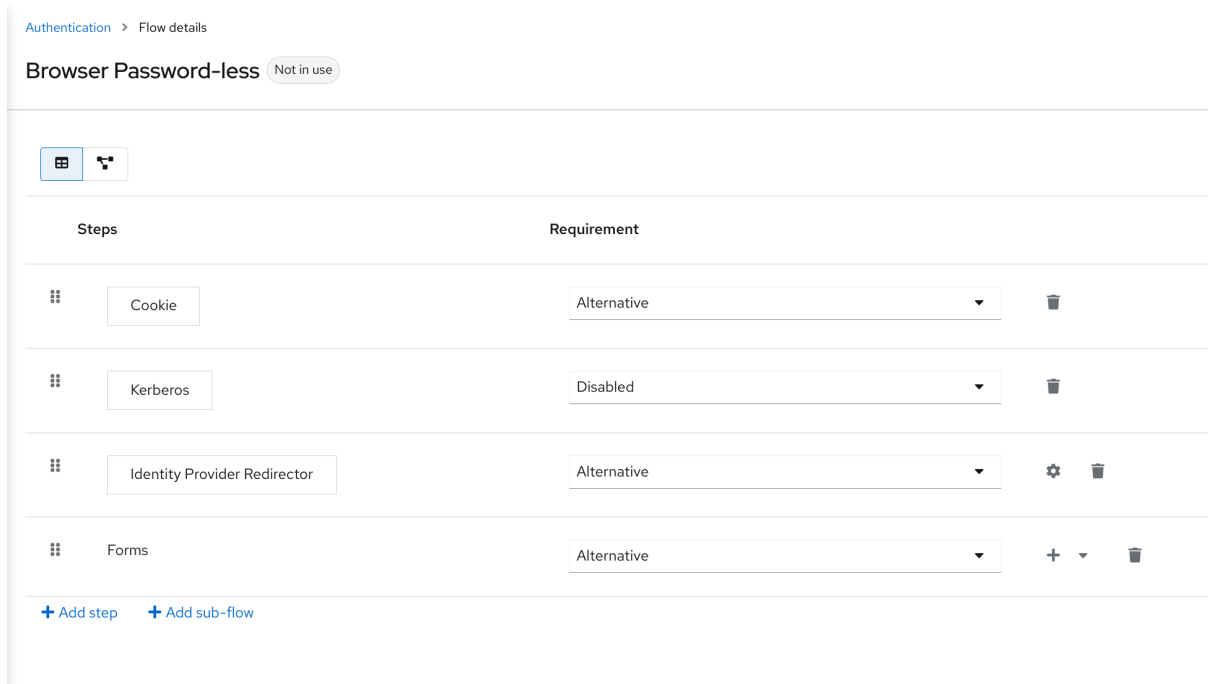 Authentication > Flow details
Browser Password-less Not in use
Steps Requirement
Cookie Alternative
Kerberos Disabled
Identity Provider Redirector Alternative
Forms Alternative
Add step Add sub-flow